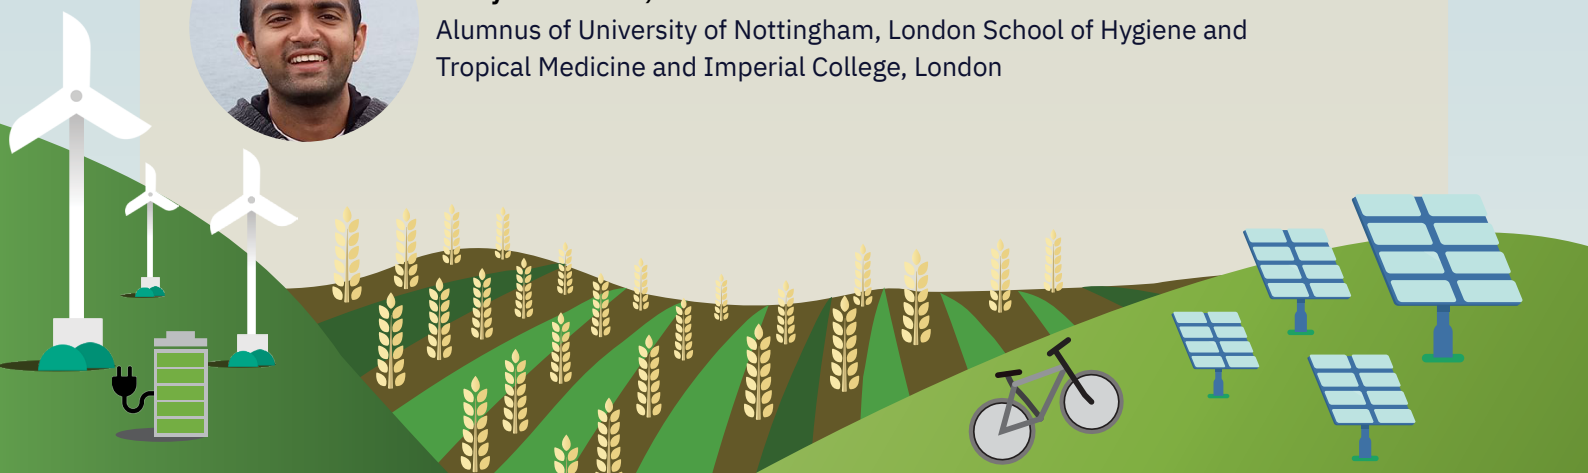 Alumnus of University of Nottingham, London School of Hygiene and
Tropical Medicine and Imperial College, London